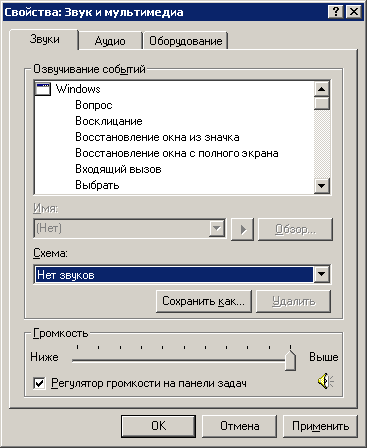 Свойства: Звук и мультимедиа
Звуки Аудио Оборудование
Озвучивание событий
Windows
Вопрос
Восклицание
Восстановление окна из значка
Восстановление окна с полного экрана
Входящий вызов
Выбрать
Имя:
(Нет) Обзор...
Схема:
Нет звуков
Сохранить как... Удалить
Громкость
Ниже Выше
Регулятор громкости на панели задач
OK Отмена Применить